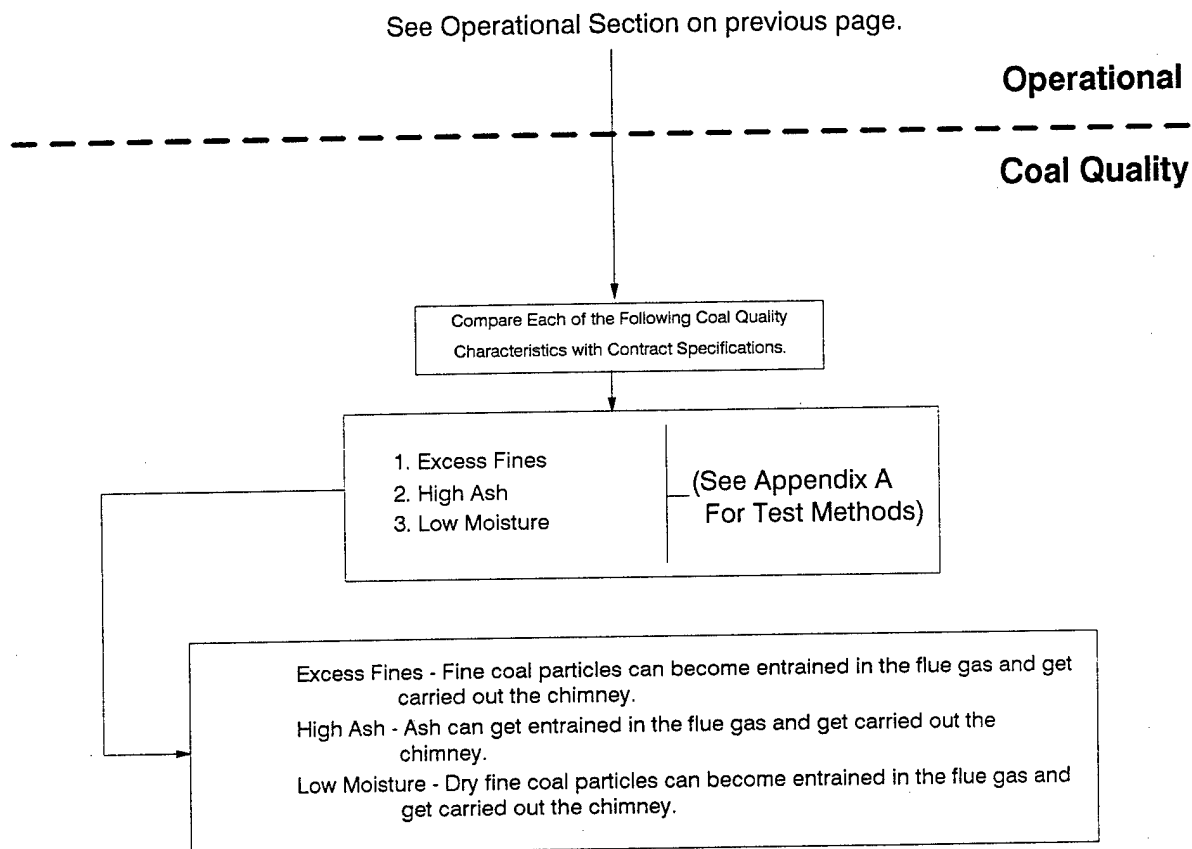 See Operational Section on previous page.
Operational
Coal Quality
Compare Each of the Following Coal Quality
Characteristics with Contract Specifications.
1. Excess Fines
2. High Ash
3. Low Moisture
(See Appendix A
For Test Methods)
Excess Fines - Fine coal particles can become entrained in the flue gas and get
carried out the chimney.
High Ash - Ash can get entrained in the flue gas and get carried out the
chimney.
Low Moisture - Dry fine coal particles can become entrained in the flue gas and
get carried out the chimney.